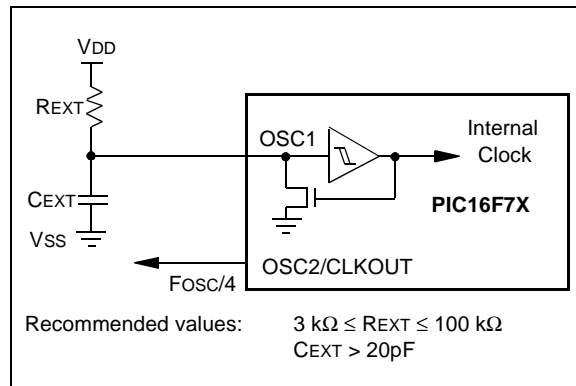 VDD
REXT
OSC1
Internal
Clock
CEXT
PIC16F7X
VSS
OSC2/CLKOUT
FOSC/4
Recommended values: 3 kΩ ≤ REXT ≤ 100 kΩ
CEXT > 20pF